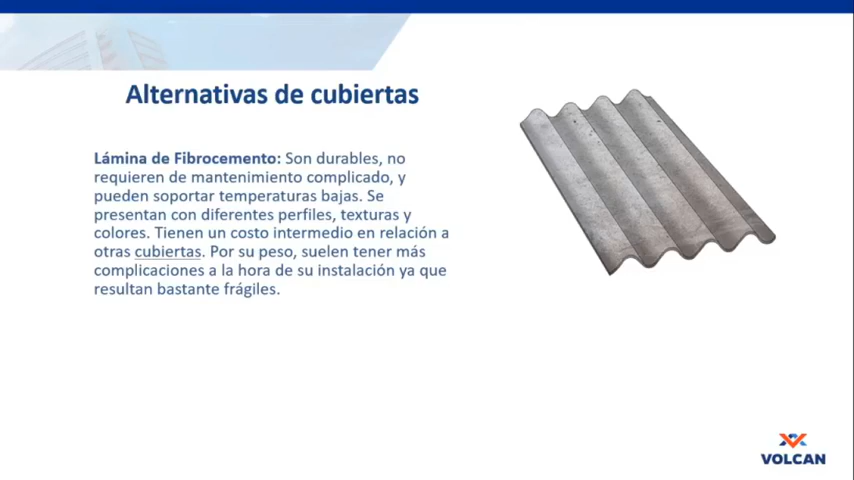 Alternativas de cubiertas
Lámina de Fibrocemento: Son durables, no
requieren de mantenimiento complicado, y
pueden soportar temperaturas bajas. Se
presentan con diferentes perfiles, texturas y
colores. Tienen un costo intermedio en relación a
otras cubiertas. Por su peso, suelen tener más
complicaciones a la hora de su instalación ya que
resultan bastante frágiles.
VOLCAN